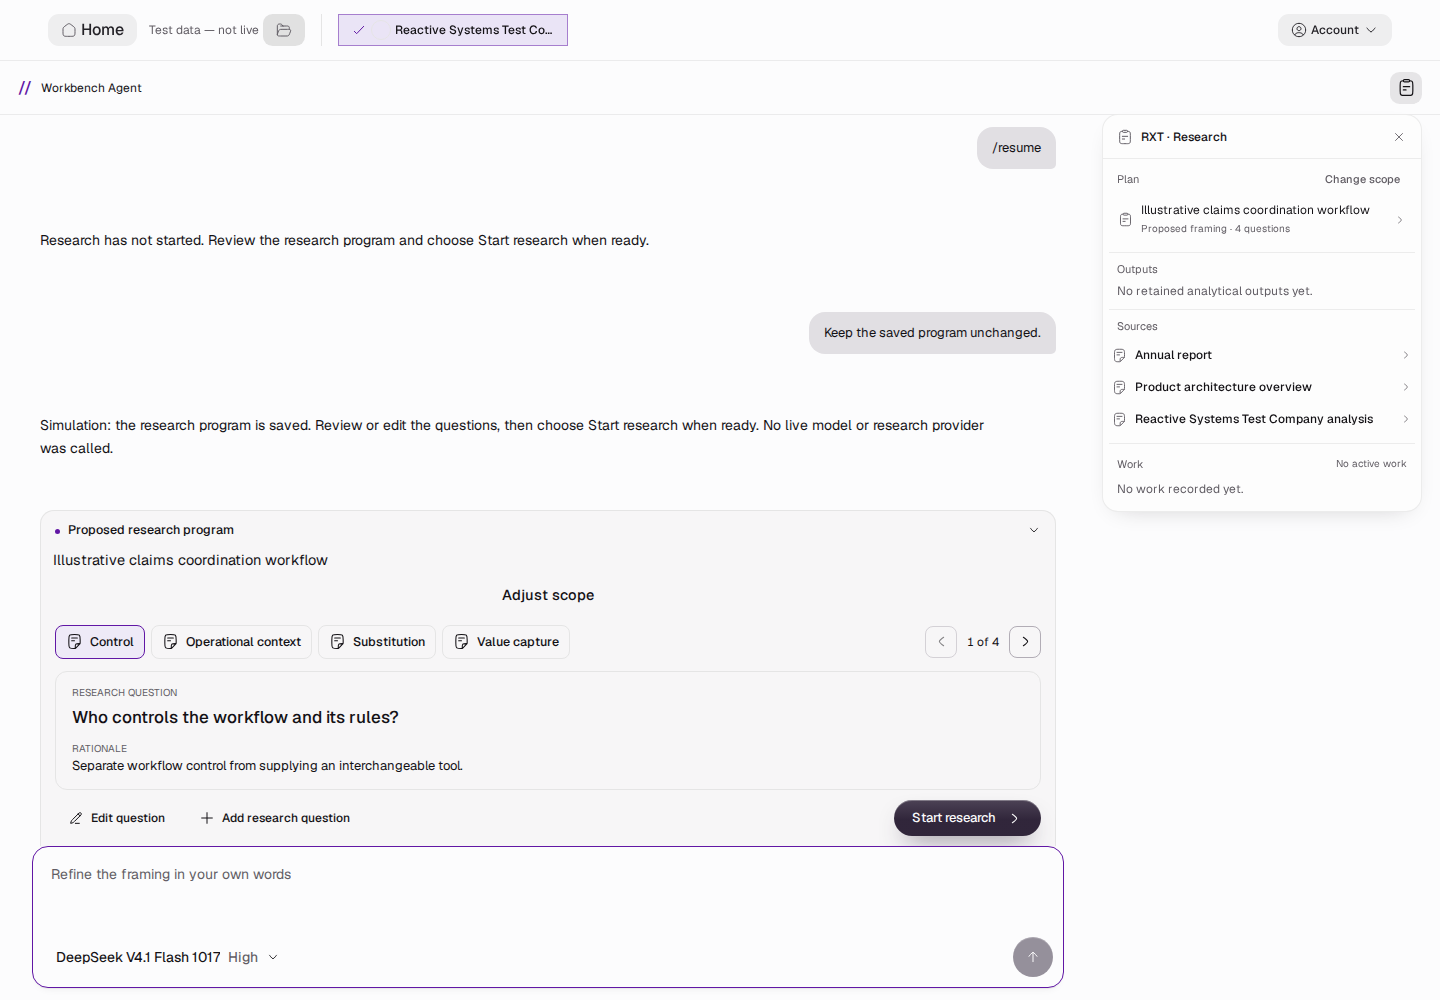 Home
Test data — not live
Reactive Systems Test Co...
Account
// Workbench Agent
/resume
Research has not started. Review the research program and choose Start research when ready.
Keep the saved program unchanged.
Simulation: the research program is saved. Review or edit the questions, then choose Start research when ready. No live model or research provider
was called.
Proposed research program
Illustrative claims coordination workflow
Adjust scope
Control
Operational context
Substitution
Value capture
1 of 4
RESEARCH QUESTION
Who controls the workflow and its rules?
RATIONALE
Separate workflow control from supplying an interchangeable tool.
Edit question
Add research question
Start research
Refine the framing in your own words
DeepSeek V4.1 Flash 1017 High
RXT · Research
Plan
Change scope
Illustrative claims coordination workflow
Proposed framing · 4 questions
Outputs
No retained analytical outputs yet.
Sources
Annual report
Product architecture overview
Reactive Systems Test Company analysis
Work
No active work
No work recorded yet.